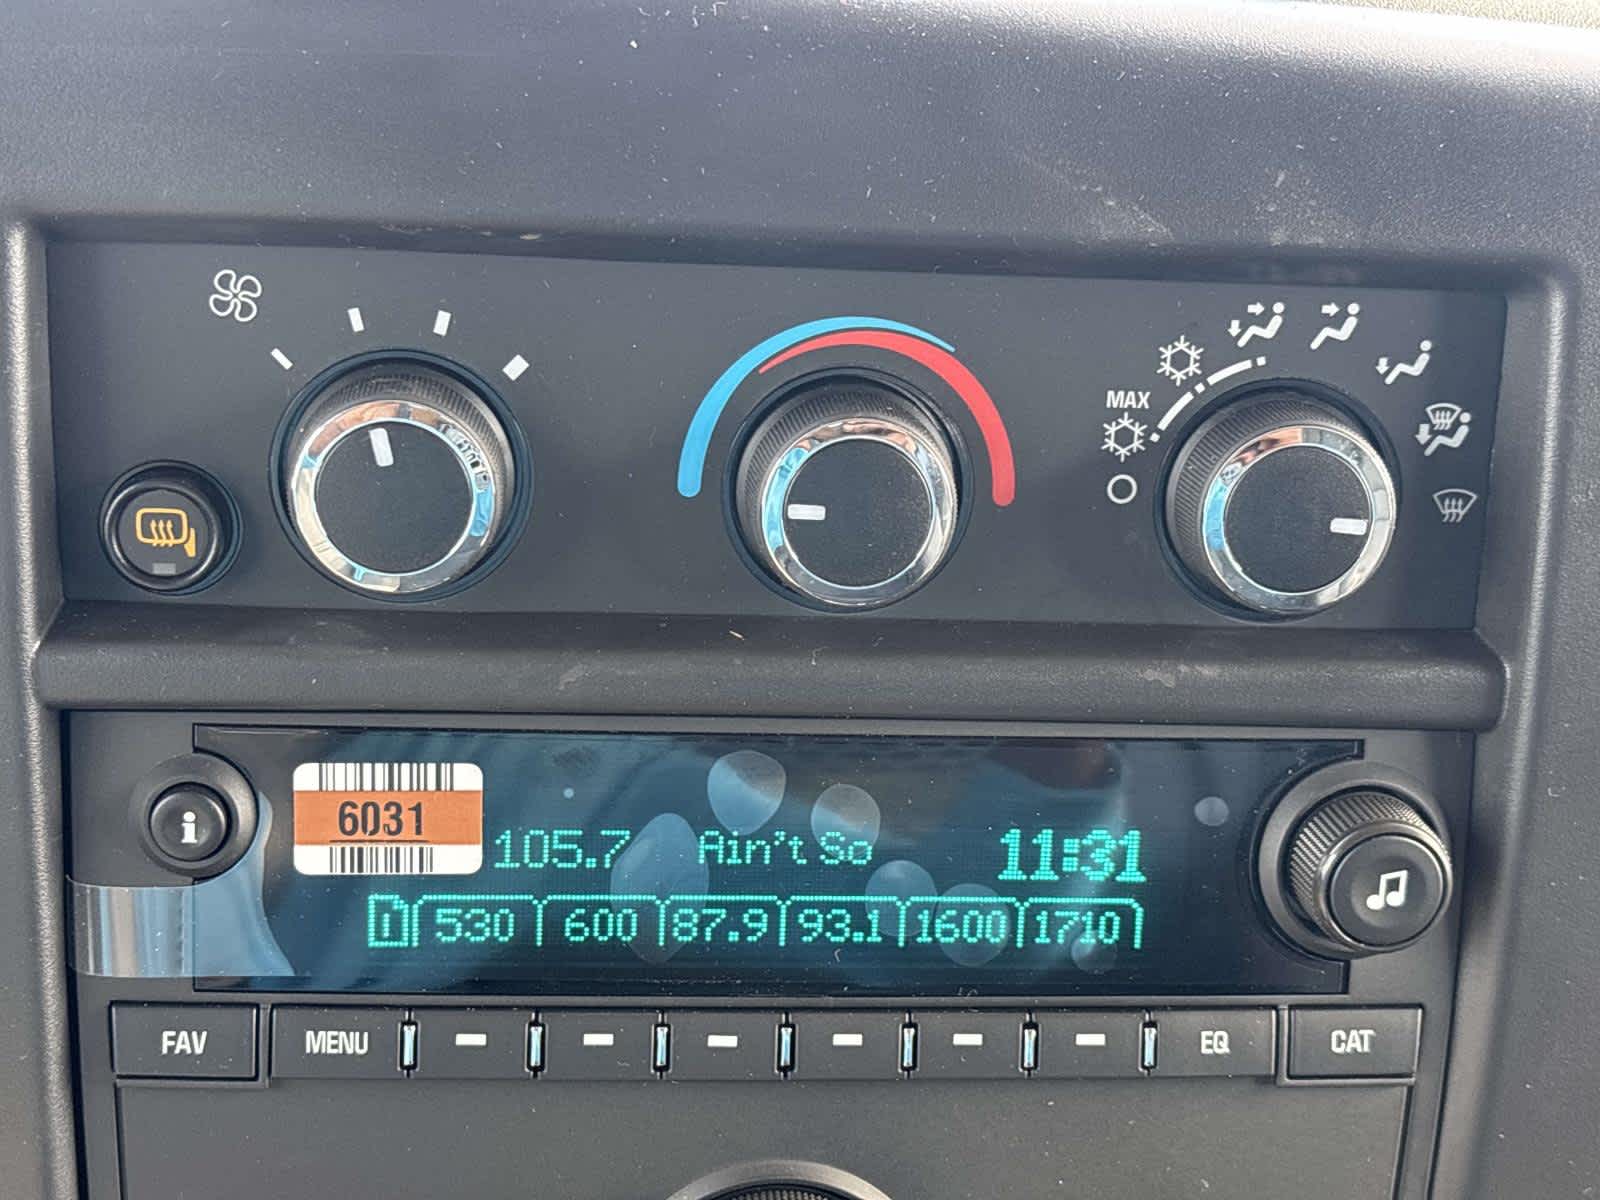 MAX
i
6031
105.7 Ain't So 11:31
1 530 600 87.9 93.1 1600 1710
FAV MENU EQ CAT